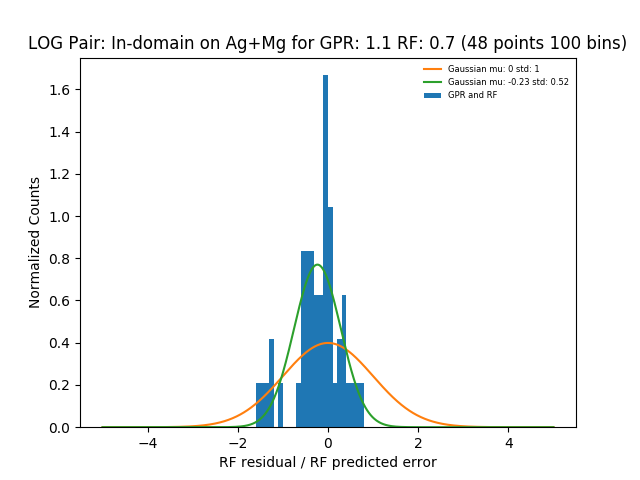 LOG Pair: In-domain on Ag+Mg for GPR: 1.1 RF: 0.7 (48 points 100 bins)
Gaussian mu: 0 std: 1
Gaussian mu: -0.23 std: 0.52
GPR and RF
Normalized Counts
1.6
1.4
1.2
1.0
0.8
0.6
0.4
0.2
0.0
−4
−2
0
2
4
RF residual / RF predicted error